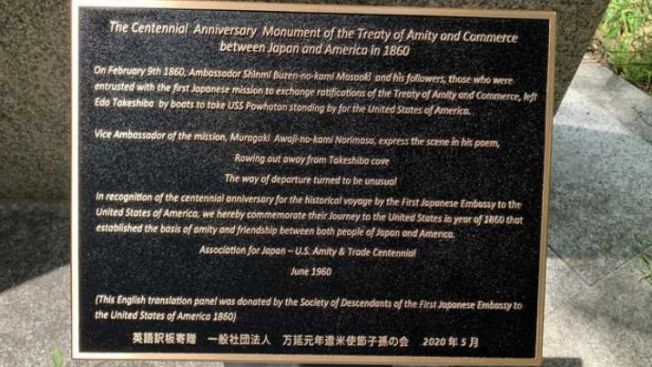 The Centennial Anniversary Monument of the Treaty of Amity and Commerce
between Japan and America in 1860
On February 9th 1860, Ambassador Shinmi Buzen-no-kami Masaoki and his followers, those who were
entrusted with the first Japanese mission to exchange ratifications of the Treaty of Amity and Commerce, left
Edo Takeshiba by boats to take USS Powhatan standing by for the United States of America.
Vice Ambassador of the mission, Muragaki Awaji-no-kami Norimasa, express the scene in his poem,
Rowing out away from Takeshiba cove
The way of departure turned to be unusual
In recognition of the centennial anniversary for the historical voyage by the First Japanese Embassy to the
United States of America, we hereby commemorate their Journey to the United States in year of 1860 that
established the basis of amity and friendship between both people of Japan and America.
Association for Japan – U.S. Amity & Trade Centennial
June 1960
(This English translation panel was donated by the Society of Descendants of the First Japanese Embassy to
the United States of America 1860)
英語訳板寄贈 一般社団法人 万延元年遣米使節子孫の会 2020年5月